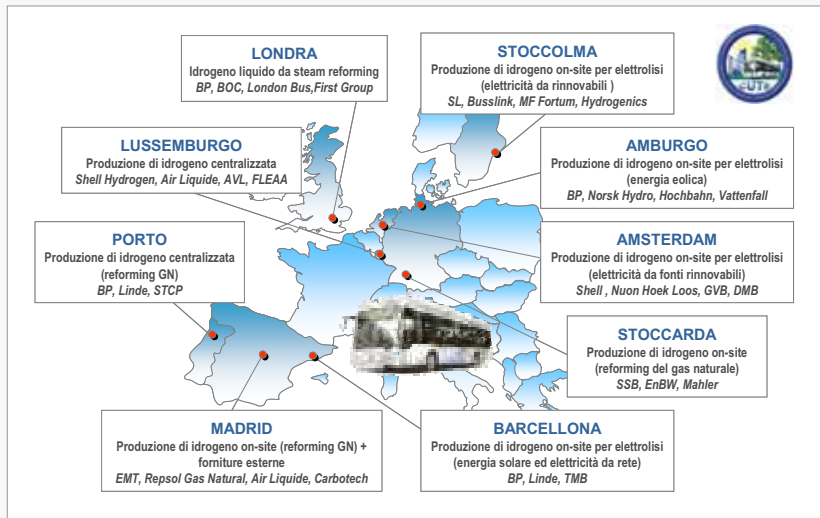 LONDRA
Idrogeno liquido da steam reforming
BP, BOC, London Bus,First Group
STOCCOLMA
Produzione di idrogeno on-site per elettrolisi
(elettricità da rinnovabili )
SL, Busslink, MF Fortum, Hydrogenics
LUSSEMBURGO
Produzione di idrogeno centralizzata
Shell Hydrogen, Air Liquide, AVL, FLEAA
AMBURGO
Produzione di idrogeno on-site per elettrolisi
(energia eolica)
BP, Norsk Hydro, Hochbahn, Vattenfall
PORTO
Produzione di idrogeno centralizzata
(reforming GN)
BP, Linde, STCP
AMSTERDAM
Produzione di idrogeno on-site per elettrolisi
(elettricità da fonti rinnovabili)
Shell , Nuon Hoek Loos, GVB, DMB
STOCCARDA
Produzione di idrogeno on-site
(reforming del gas naturale)
SSB, EnBW, Mahler
MADRID
Produzione di idrogeno on-site (reforming GN) +
forniture esterne
EMT, Repsol Gas Natural, Air Liquide, Carbotech
BARCELLONA
Produzione di idrogeno on-site per elettrolisi
(energia solare ed elettricità da rete)
BP, Linde, TMB